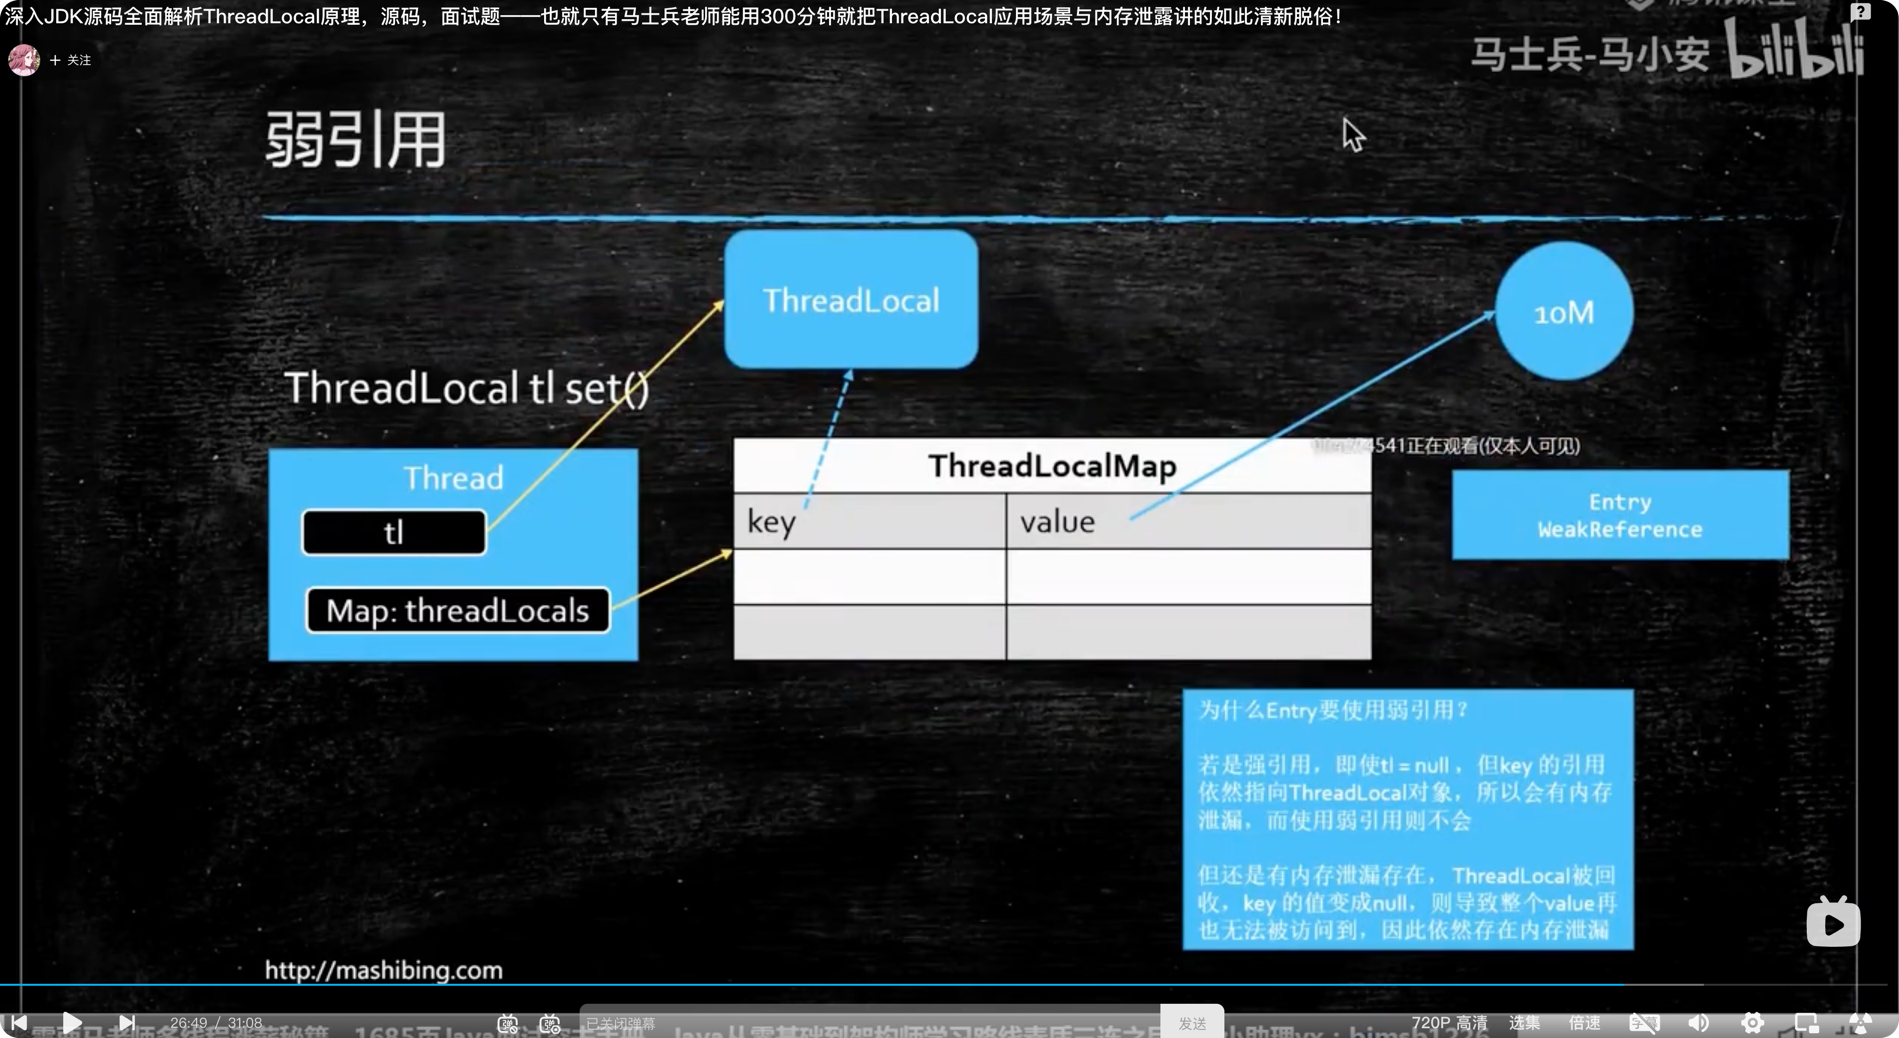 深入JDK源码全面解析ThreadLocal原理，源码，面试题——也就只有马士兵老师能用300分钟就把ThreadLocal应用场景与内存泄露讲的如此清新脱俗！
+ 关注
马士兵-马小安 bilibili
弱引用
ThreadLocal
10M
ThreadLocal tl set()
4541正在观看(仅本人可见)
Thread
ThreadLocalMap
tl
key
value
Entry
WeakReference
Map: threadLocals
为什么Entry要使用弱引用？
若是强引用，即使tl = null，但key 的引用
依然指向ThreadLocal对象，所以会有内存
泄漏，而使用弱引用则不会
但还是有内存泄漏存在，ThreadLocal被回
收，key 的值变成null，则导致整个value再
也无法被访问到，因此依然存在内存泄漏
http://mashibing.com
26:49 / 31:08
弹
弹
已关闭弹幕
发送
720P 高清
选集
倍速